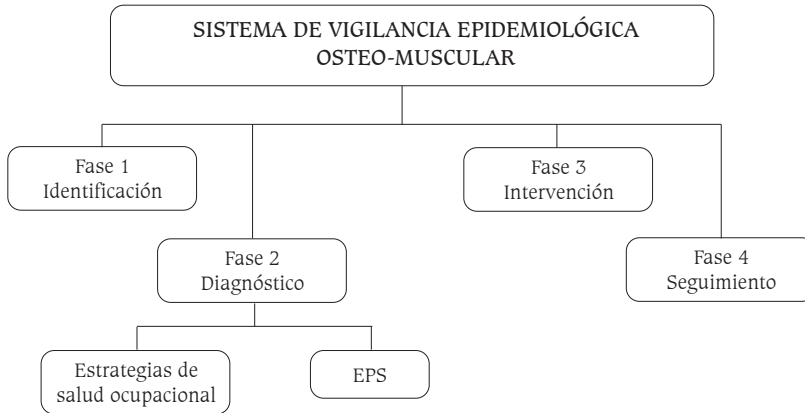 SISTEMA DE VIGILANCIA EPIDEMIOLÓGICA
OSTEO-MUSCULAR
Fase 1
Identificación
Fase 3
Intervención
Fase 2
Diagnóstico
Fase 4
Seguimiento
Estrategias de
salud ocupacional
EPS